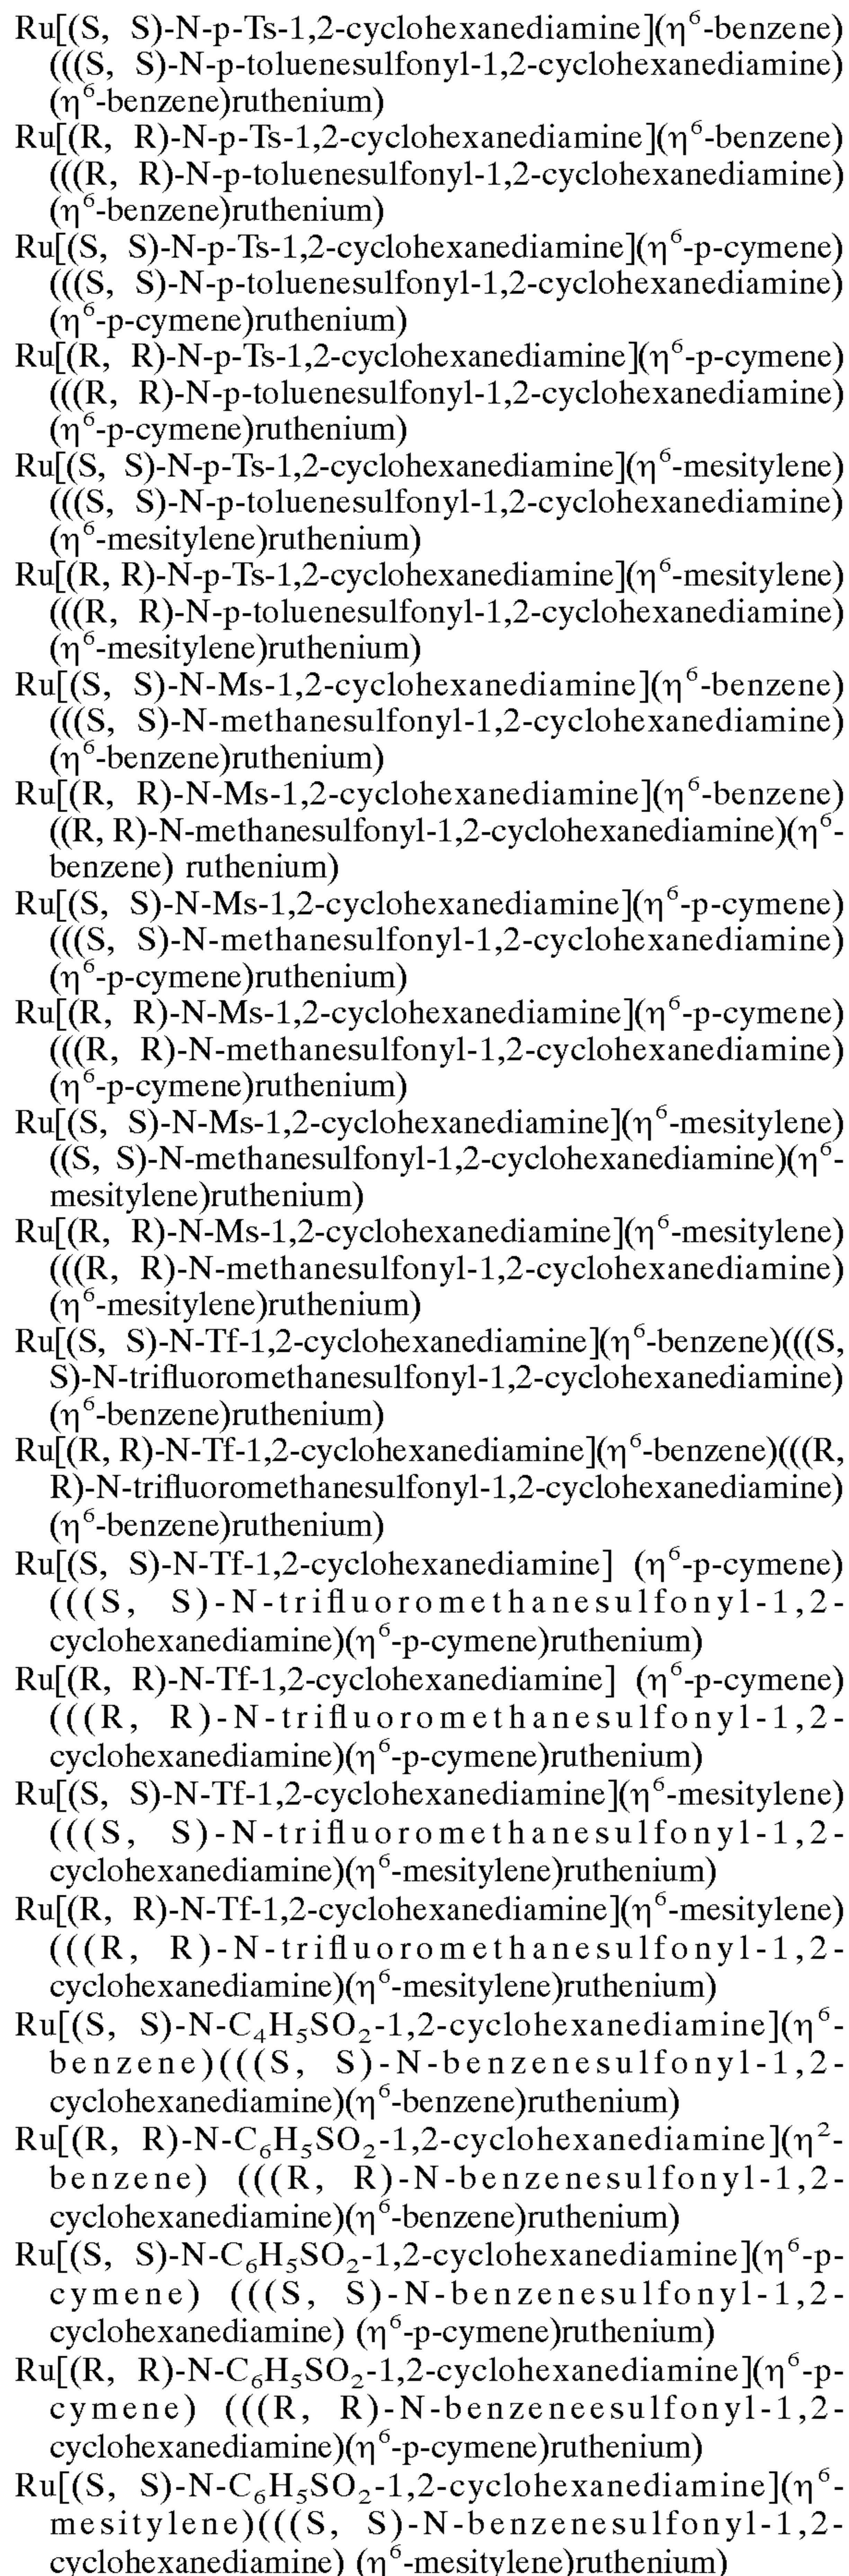 Ru[(S, S)-N-p-Ts-1,2-cyclohexanediamine](η⁶-benzene)
(((S, S)-N-p-toluenesulfonyl-1,2-cyclohexanediamine)
(η⁶-benzene)ruthenium)
Ru[(R, R)-N-p-Ts-1,2-cyclohexanediamine](η⁶-benzene)
(((R, R)-N-p-toluenesulfonyl-1,2-cyclohexanediamine)
(η⁶-benzene)ruthenium)
Ru[(S, S)-N-p-Ts-1,2-cyclohexanediamine](η⁶-p-cymene)
(((S, S)-N-p-toluenesulfonyl-1,2-cyclohexanediamine)
(η⁶-p-cymene)ruthenium)
Ru[(R, R)-N-p-Ts-1,2-cyclohexanediamine](η⁶-p-cymene)
(((R, R)-N-p-toluenesulfonyl-1,2-cyclohexanediamine)
(η⁶-p-cymene)ruthenium)
Ru[(S, S)-N-p-Ts-1,2-cyclohexanediamine](η⁶-mesitylene)
(((S, S)-N-p-toluenesulfonyl-1,2-cyclohexanediamine)
(η⁶-mesitylene)ruthenium)
Ru[(R, R)-N-p-Ts-1,2-cyclohexanediamine](η⁶-mesitylene)
(((R, R)-N-p-toluenesulfonyl-1,2-cyclohexanediamine)
(η⁶-mesitylene)ruthenium)
Ru[(S, S)-N-Ms-1,2-cyclohexanediamine](η⁶-benzene)
(((S, S)-N-methanesulfonyl-1,2-cyclohexanediamine)
(η⁶-benzene)ruthenium)
Ru[(R, R)-N-Ms-1,2-cyclohexanediamine](η⁶-benzene)
((R, R)-N-methanesulfonyl-1,2-cyclohexanediamine)(η⁶-
benzene) ruthenium)
Ru[(S, S)-N-Ms-1,2-cyclohexanediamine](η⁶-p-cymene)
(((S, S)-N-methanesulfonyl-1,2-cyclohexanediamine)
(η⁶-p-cymene)ruthenium)
Ru[(R, R)-N-Ms-1,2-cyclohexanediamine](η⁶-p-cymene)
(((R, R)-N-methanesulfonyl-1,2-cyclohexanediamine)
(η⁶-p-cymene)ruthenium)
Ru[(S, S)-N-Ms-1,2-cyclohexanediamine](η⁶-mesitylene)
((S, S)-N-methanesulfonyl-1,2-cyclohexanediamine)(η⁶-
mesitylene)ruthenium)
Ru[(R, R)-N-Ms-1,2-cyclohexanediamine](η⁶-mesitylene)
(((R, R)-N-methanesulfonyl-1,2-cyclohexanediamine)
(η⁶-mesitylene)ruthenium)
Ru[(S, S)-N-Tf-1,2-cyclohexanediamine](η⁶-benzene)(((S,
S)-N-trifluoromethanesulfonyl-1,2-cyclohexanediamine)
(η⁶-benzene)ruthenium)
Ru[(R, R)-N-Tf-1,2-cyclohexanediamine](η⁶-benzene)(((R,
R)-N-trifluoromethanesulfonyl-1,2-cyclohexanediamine)
(η⁶-benzene)ruthenium)
Ru[(S, S)-N-Tf-1,2-cyclohexanediamine] (η⁶-p-cymene)
(((S, S)-N-trifluoromethanesulfonyl-1,2-
cyclohexanediamine)(η⁶-p-cymene)ruthenium)
Ru[(R, R)-N-Tf-1,2-cyclohexanediamine] (η⁶-p-cymene)
(((R, R)-N-trifluoromethanesulfonyl-1,2-
cyclohexanediamine)(η⁶-p-cymene)ruthenium)
Ru[(S, S)-N-Tf-1,2-cyclohexanediamine](η⁶-mesitylene)
(((S, S)-N-trifluoromethanesulfonyl-1,2-
cyclohexanediamine)(η⁶-mesitylene)ruthenium)
Ru[(R, R)-N-Tf-1,2-cyclohexanediamine](η⁶-mesitylene)
(((R, R)-N-trifluoromethanesulfonyl-1,2-
cyclohexanediamine)(η⁶-mesitylene)ruthenium)
Ru[(S, S)-N-C₄H₅SO₂-1,2-cyclohexanediamine](η⁶-
benzene)(((S, S)-N-benzenesulfonyl-1,2-
cyclohexanediamine)(η⁶-benzene)ruthenium)
Ru[(R, R)-N-C₆H₅SO₂-1,2-cyclohexanediamine](η²-
benzene) (((R, R)-N-benzenesulfonyl-1,2-
cyclohexanediamine)(η⁶-benzene)ruthenium)
Ru[(S, S)-N-C₆H₅SO₂-1,2-cyclohexanediamine](η⁶-p-
cymene) (((S, S)-N-benzenesulfonyl-1,2-
cyclohexanediamine) (η⁶-p-cymene)ruthenium)
Ru[(R, R)-N-C₆H₅SO₂-1,2-cyclohexanediamine](η⁶-p-
cymene) (((R, R)-N-benzeneesulfonyl-1,2-
cyclohexanediamine)(η⁶-p-cymene)ruthenium)
Ru[(S, S)-N-C₆H₅SO₂-1,2-cyclohexanediamine](η⁶-
mesitylene)(((S, S)-N-benzenesulfonyl-1,2-
cyclohexanediamine) (η⁶-mesitylene)ruthenium)